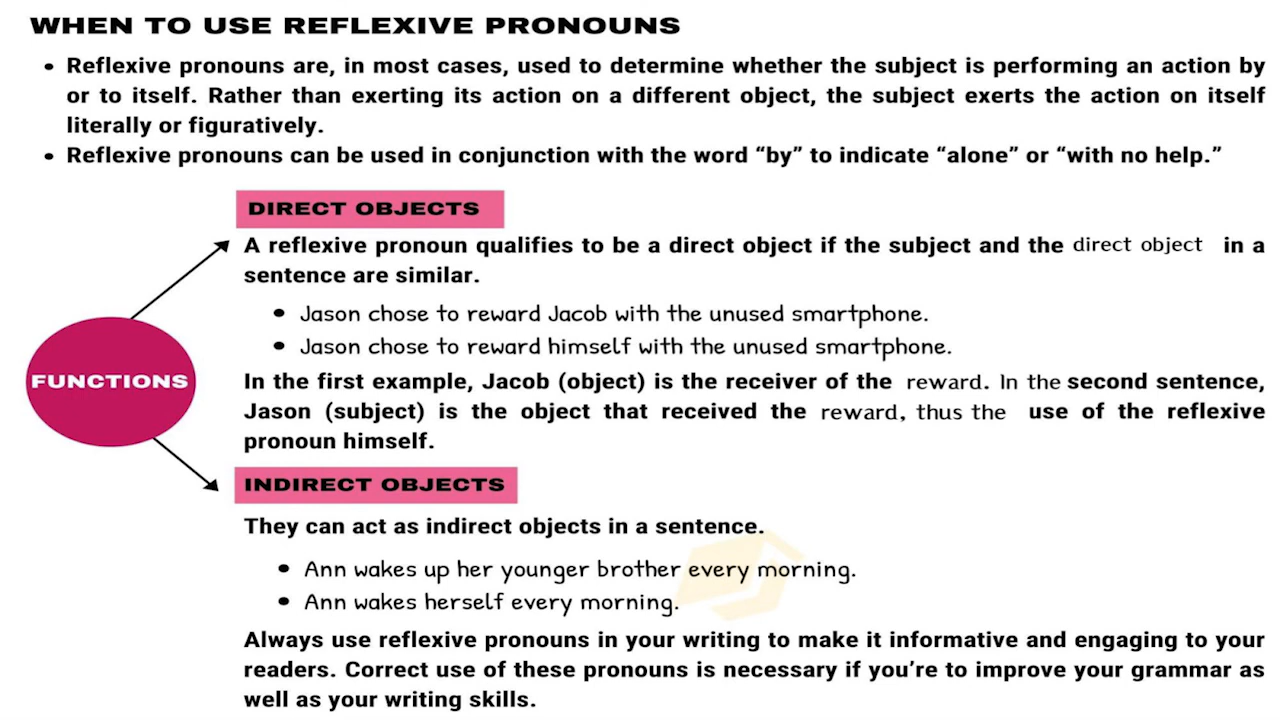 WHEN TO USE REFLEXIVE PRONOUNS
• Reflexive pronouns are, in most cases, used to determine whether the subject is performing an action by
or to itself. Rather than exerting its action on a different object, the subject exerts the action on itself
literally or figuratively.
• Reflexive pronouns can be used in conjunction with the word “by” to indicate “alone” or “with no help.”
DIRECT OBJECTS
A reflexive pronoun qualifies to be a direct object if the subject and the direct object in a
sentence are similar.
• Jason chose to reward Jacob with the unused smartphone.
• Jason chose to reward himself with the unused smartphone.
FUNCTIONS
In the first example, Jacob (object) is the receiver of the reward. In the second sentence,
Jason (subject) is the object that received the reward, thus the use of the reflexive
pronoun himself.
INDIRECT OBJECTS
They can act as indirect objects in a sentence.
• Ann wakes up her younger brother every morning.
• Ann wakes herself every morning.
Always use reflexive pronouns in your writing to make it informative and engaging to your
readers. Correct use of these pronouns is necessary if you’re to improve your grammar as
well as your writing skills.